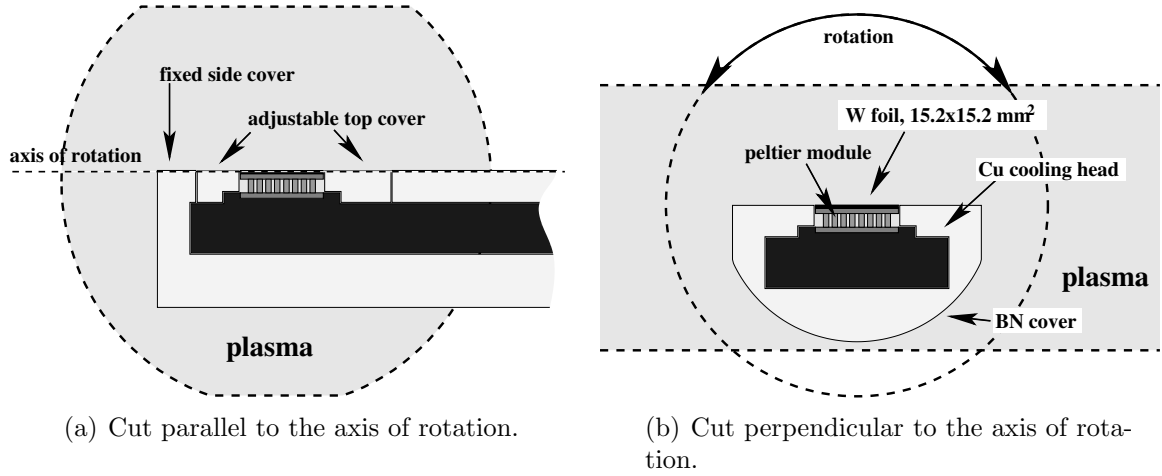 fixed side cover
adjustable top cover
axis of rotation
plasma
(a) Cut parallel to the axis of rotation.
rotation
W foil, 15.2x15.2 mm²
peltier module
Cu cooling head
plasma
BN cover
(b) Cut perpendicular to the axis of rota-
tion.